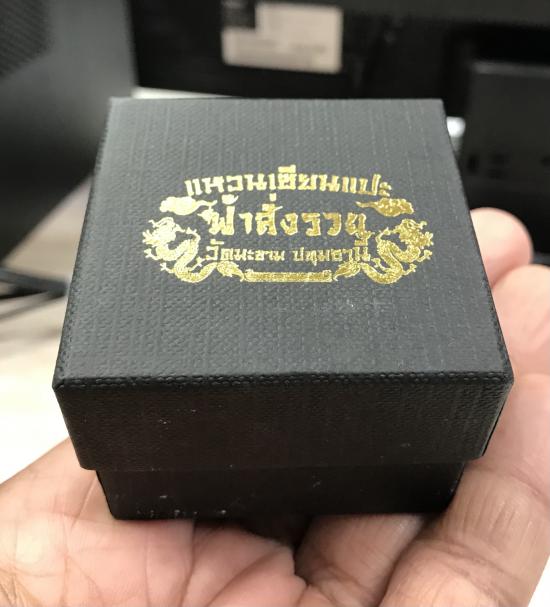 แหวนเซียนแปะ
ฟ้าสั่งรวย
วัดมะขาม ปทุมธานี